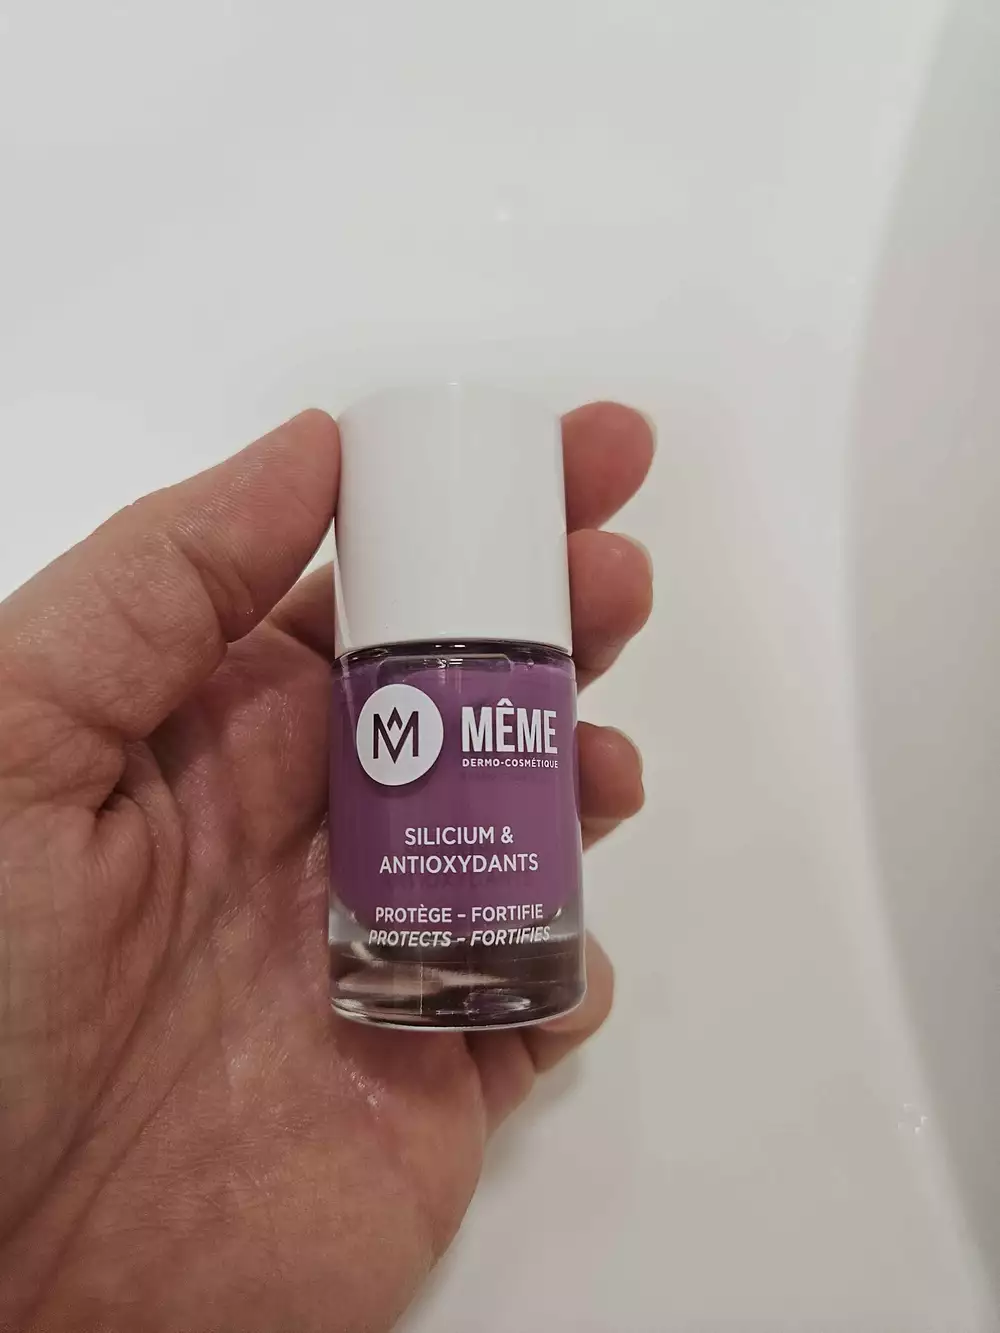 M
MÊME
DERMO-COSMÉTIQUE
SILICIUM &
ANTIOXYDANTS
PROTÈGE – FORTIFIE
PROTECTS – FORTIFIES